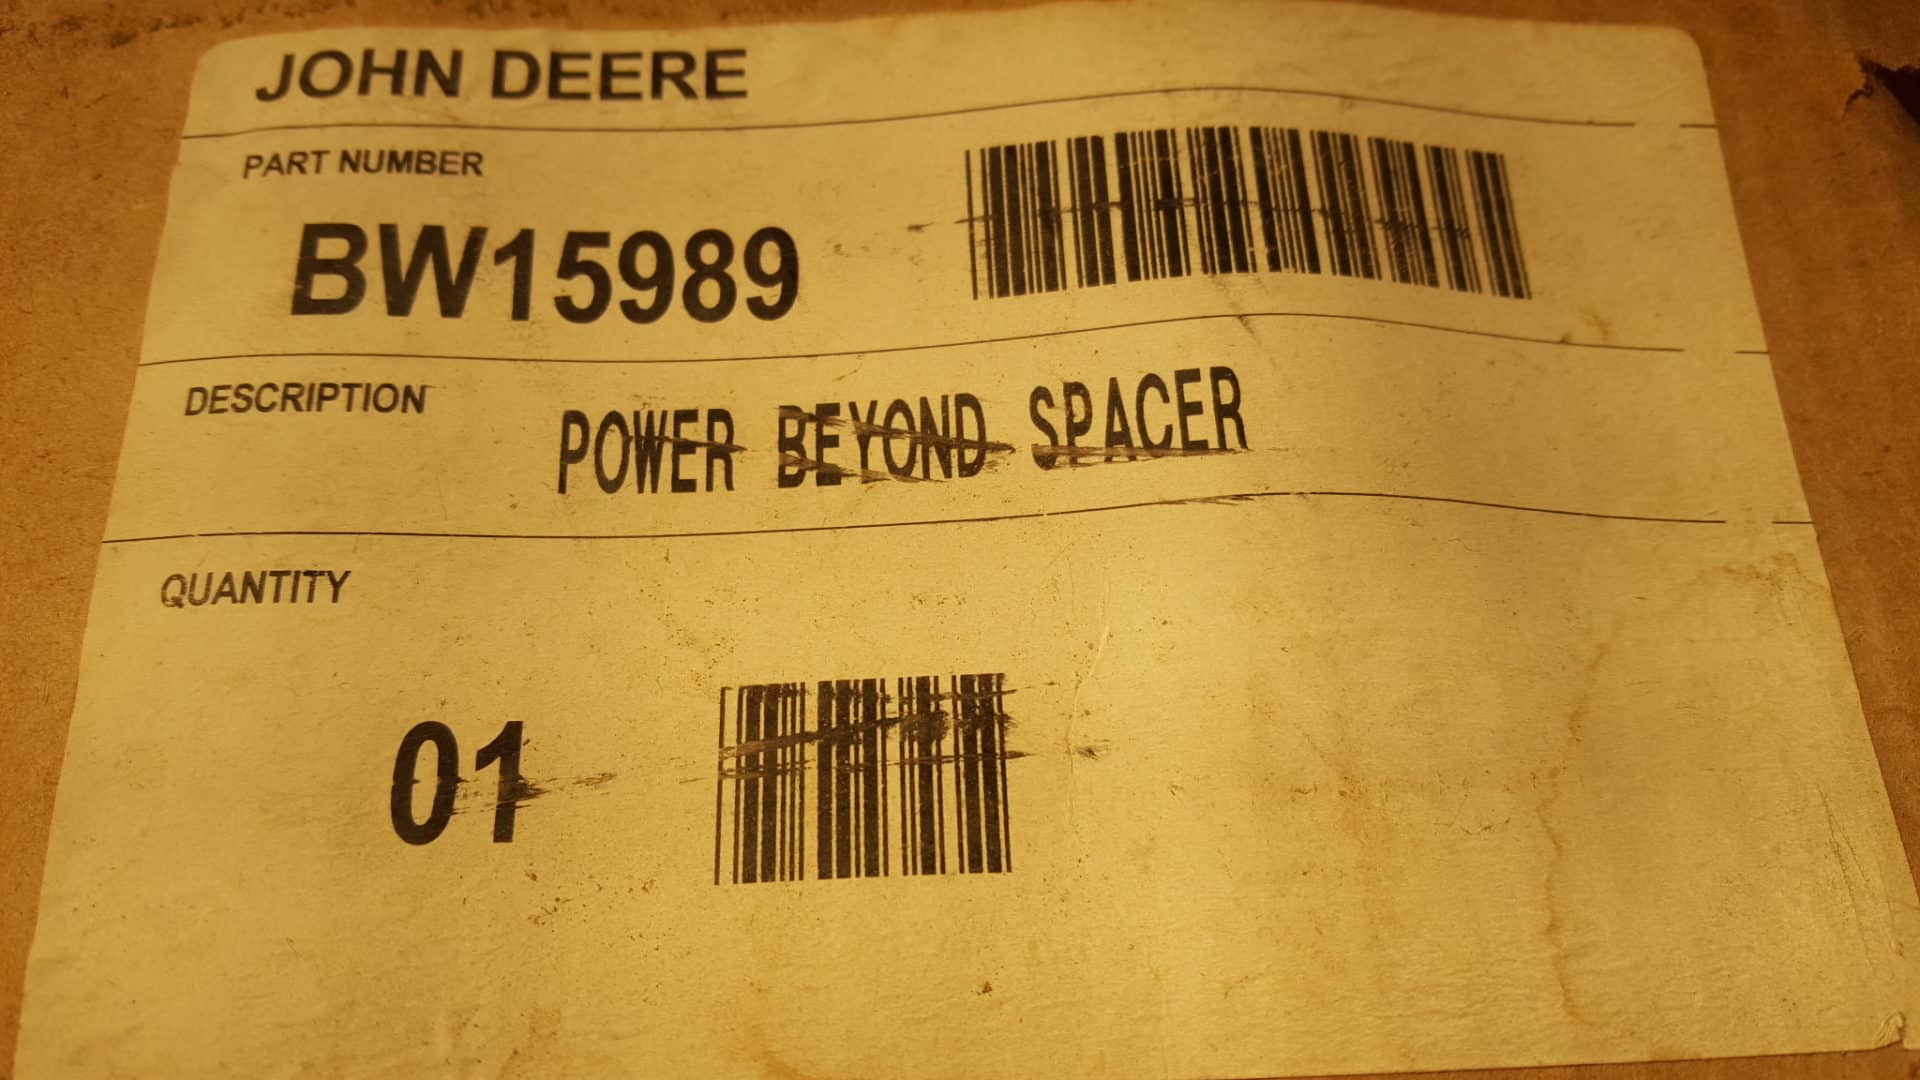 JOHN DEERE
PART NUMBER
BW15989
DESCRIPTION
POWER BEYOND SPACER
QUANTITY
01